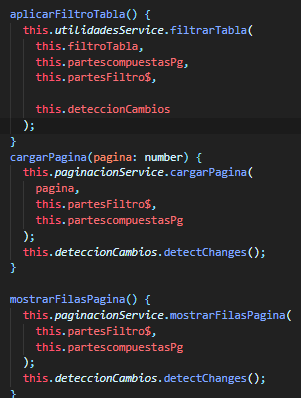 aplicarFiltroTabla() {
this.utilidadesService.filtrarTabla(
this.filtroTabla,
this.partescompuestasPg,
this.partesFiltro$,
this.deteccionCambios
);
}
cargarPagina(pagina: number) {
this.paginacionService.cargarPagina(
pagina,
this.partesFiltro$,
this.partescompuestasPg
);
this.deteccionCambios.detectChanges();
}
mostrarFilasPagina() {
this.paginacionService.mostrarFilasPagina(
this.partesFiltro$,
this.partescompuestasPg
);
this.deteccionCambios.detectChanges();
}